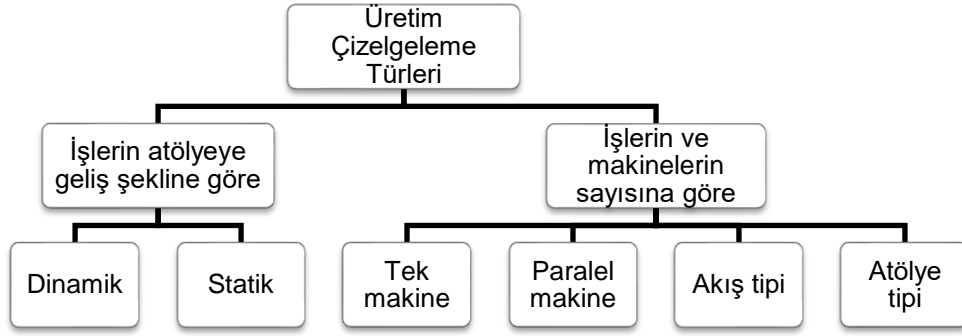 Üretim
Çizelgeleme
Türleri
İşlerin atölyeye
geliş şekline göre
İşlerin ve
makinelerin
sayısına göre
Dinamik
Statik
Tek
makine
Paralel
makine
Akış tipi
Atölye
tipi